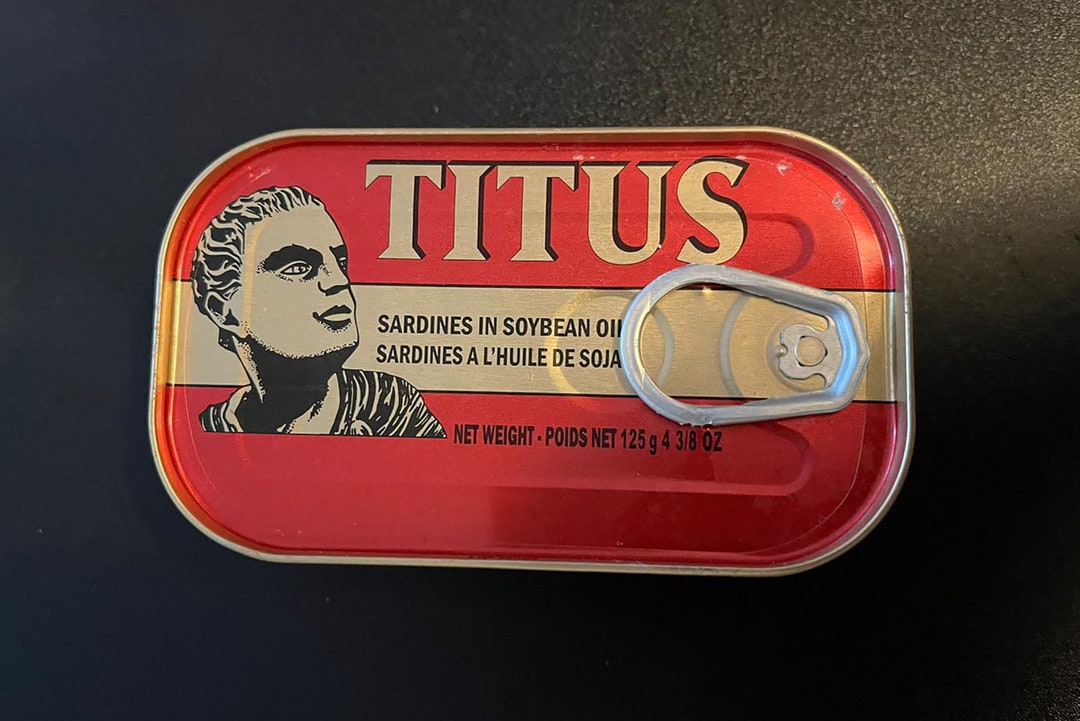 TITUS
SARDINES IN SOYBEAN OIL
SARDINES A L'HUILE DE SOJA
NET WEIGHT - POIDS NET 125 g 4 3/8 OZ